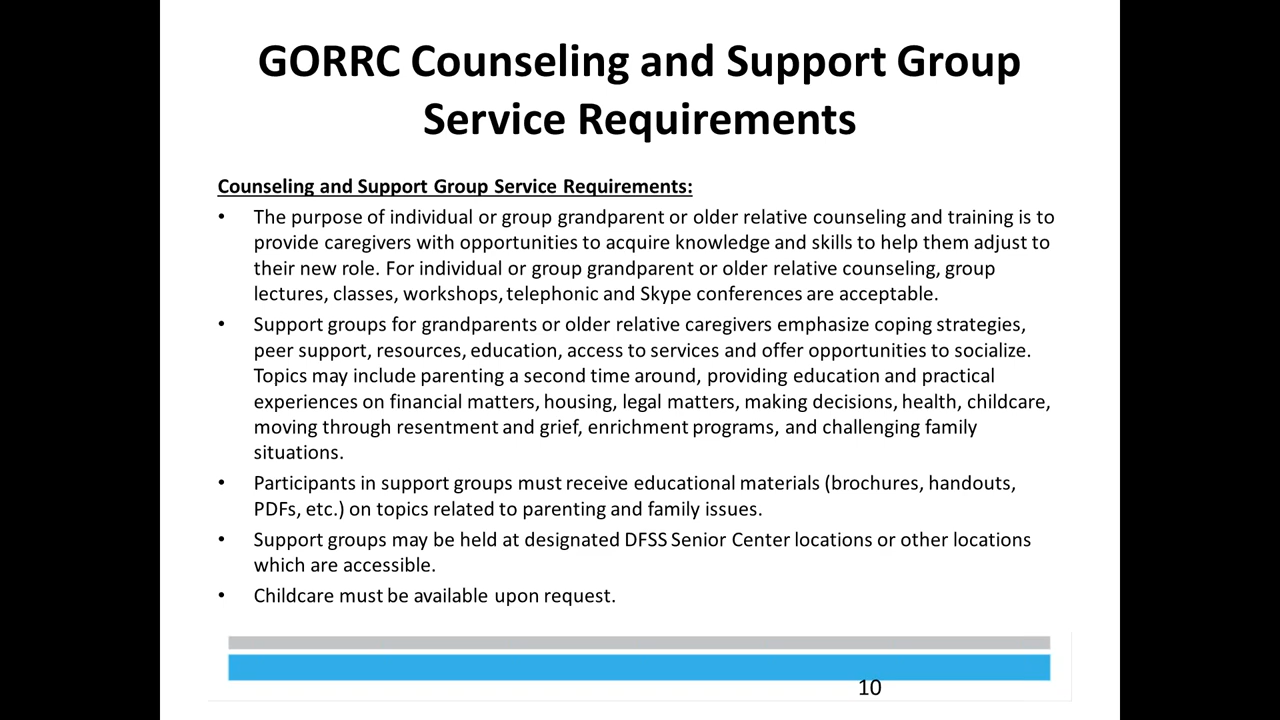 GORRC Counseling and Support Group
Service Requirements
Counseling and Support Group Service Requirements:
• The purpose of individual or group grandparent or older relative counseling and training is to
provide caregivers with opportunities to acquire knowledge and skills to help them adjust to
their new role. For individual or group grandparent or older relative counseling, group
lectures, classes, workshops, telephonic and Skype conferences are acceptable.
• Support groups for grandparents or older relative caregivers emphasize coping strategies,
peer support, resources, education, access to services and offer opportunities to socialize.
Topics may include parenting a second time around, providing education and practical
experiences on financial matters, housing, legal matters, making decisions, health, childcare,
moving through resentment and grief, enrichment programs, and challenging family
situations.
• Participants in support groups must receive educational materials (brochures, handouts,
PDFs, etc.) on topics related to parenting and family issues.
• Support groups may be held at designated DFSS Senior Center locations or other locations
which are accessible.
• Childcare must be available upon request.
10